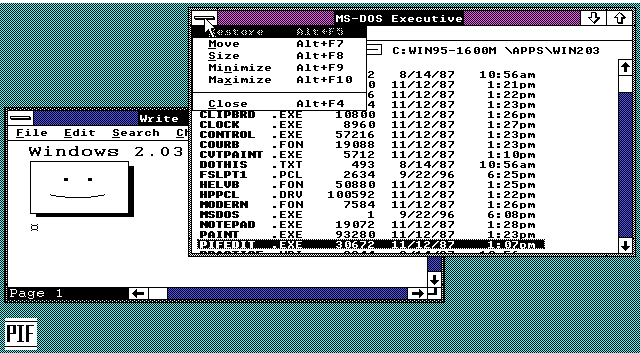 MS-DOS Executive
Restore Alt+F5
Move Alt+F7
Size Alt+F8
Minimize Alt+F9
Maximize Alt+F10
Close Alt+F4
C:WIN95-1600M \APPS\WIN203
2 8/14/87 10:56am
0 11/12/87 1:21pm
6 11/12/87 1:22pm
4 11/12/87 1:23pm
CLIPBRD .EXE 10800 11/12/87 1:26pm
CLOCK .EXE 8960 11/12/87 1:27pm
CONTROL .EXE 57216 11/12/87 1:23pm
COURB .FON 19088 11/12/87 1:23pm
CVTPAINT .EXE 5712 11/12/87 1:10pm
DOTHIS .TXT 493 8/14/87 10:56am
FSLPT1 .PCL 2634 9/22/96 6:25pm
HELVB .FON 50880 11/12/87 1:25pm
HPPCL .DRV 100592 11/12/87 1:22pm
MODERN .FON 7584 11/12/87 1:26pm
MSDOS .EXE 1 9/22/96 6:08pm
NOTEPAD .EXE 19072 11/12/87 1:28pm
PAINT .EXE 93280 11/12/87 1:23pm
PIFEDIT .EXE 30672 11/12/87 1:07pm
Write
File Edit Search
Windows 2.03
Page 1
PIF